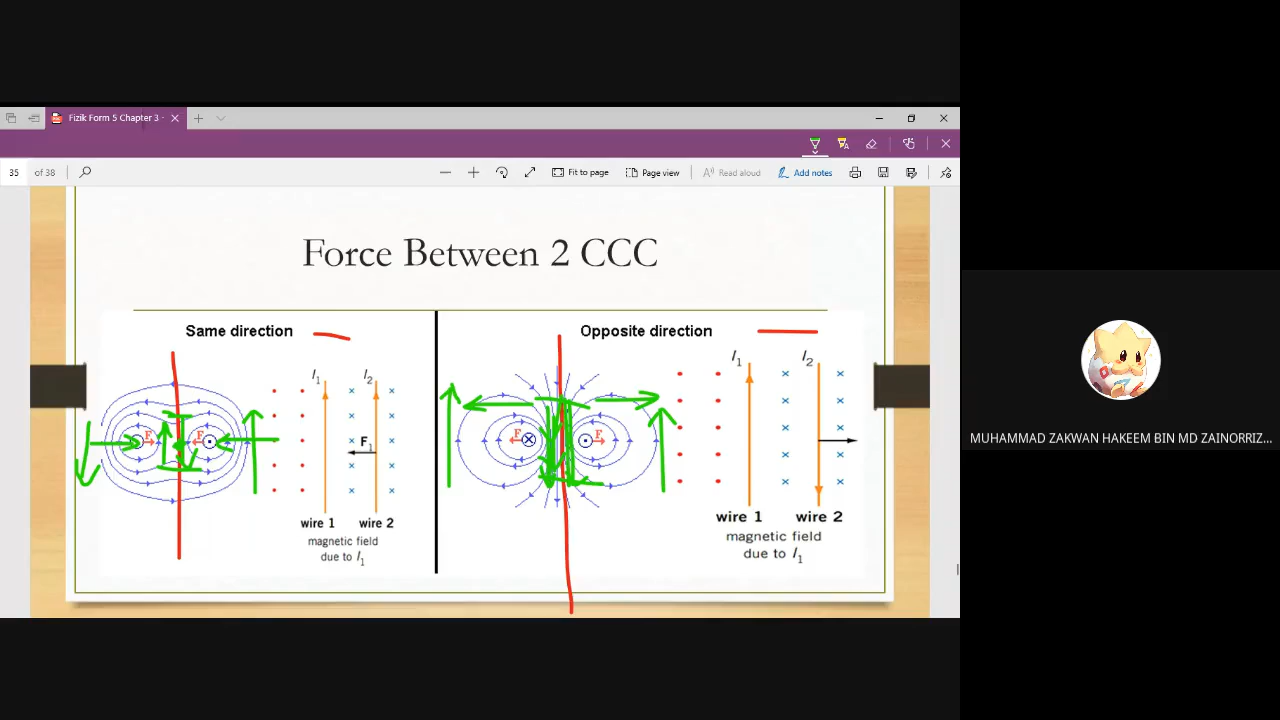 Fizik Form 5 Chapter 3 -
35 of 38
Fit to page
Page view
Read aloud
Add notes
Force Between 2 CCC
Same direction
Opposite direction
I1 I2
F F
F1
wire 1 wire 2
magnetic field
due to I1
I1 I2
F F
wire 1 wire 2
magnetic field
due to I1
MUHAMMAD ZAKWAN HAKEEM BIN MD ZAINORRIZ...